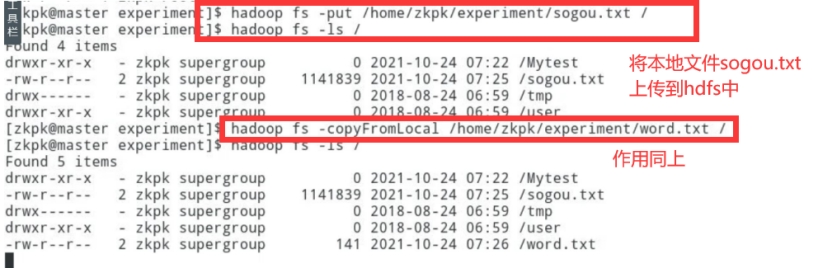 工具栏
kpk@master experiment]$ hadoop fs -put /home/zkpk/experiment/sogou.txt /
kpk@master experiment]$ hadoop fs -ls /
Found 4 items
drwxr-xr-x - zkpk supergroup 0 2021-10-24 07:22 /Mytest
-rw-r--r-- 2 zkpk supergroup 1141839 2021-10-24 07:25 /sogou.txt
drwx------ - zkpk supergroup 0 2018-08-24 06:59 /tmp
drwxr-xr-x - zkpk supergroup 0 2018-08-24 06:59 /user
将本地文件sogou.txt
上传到hdfs中
[zkpk@master experiment]$ hadoop fs -copyFromLocal /home/zkpk/experiment/word.txt /
[zkpk@master experiment]$ hadoop fs -ls /
作用同上
Found 5 items
drwxr-xr-x - zkpk supergroup 0 2021-10-24 07:22 /Mytest
-rw-r--r-- 2 zkpk supergroup 1141839 2021-10-24 07:25 /sogou.txt
drwx------ - zkpk supergroup 0 2018-08-24 06:59 /tmp
drwxr-xr-x - zkpk supergroup 0 2018-08-24 06:59 /user
-rw-r--r-- 2 zkpk supergroup 141 2021-10-24 07:26 /word.txt